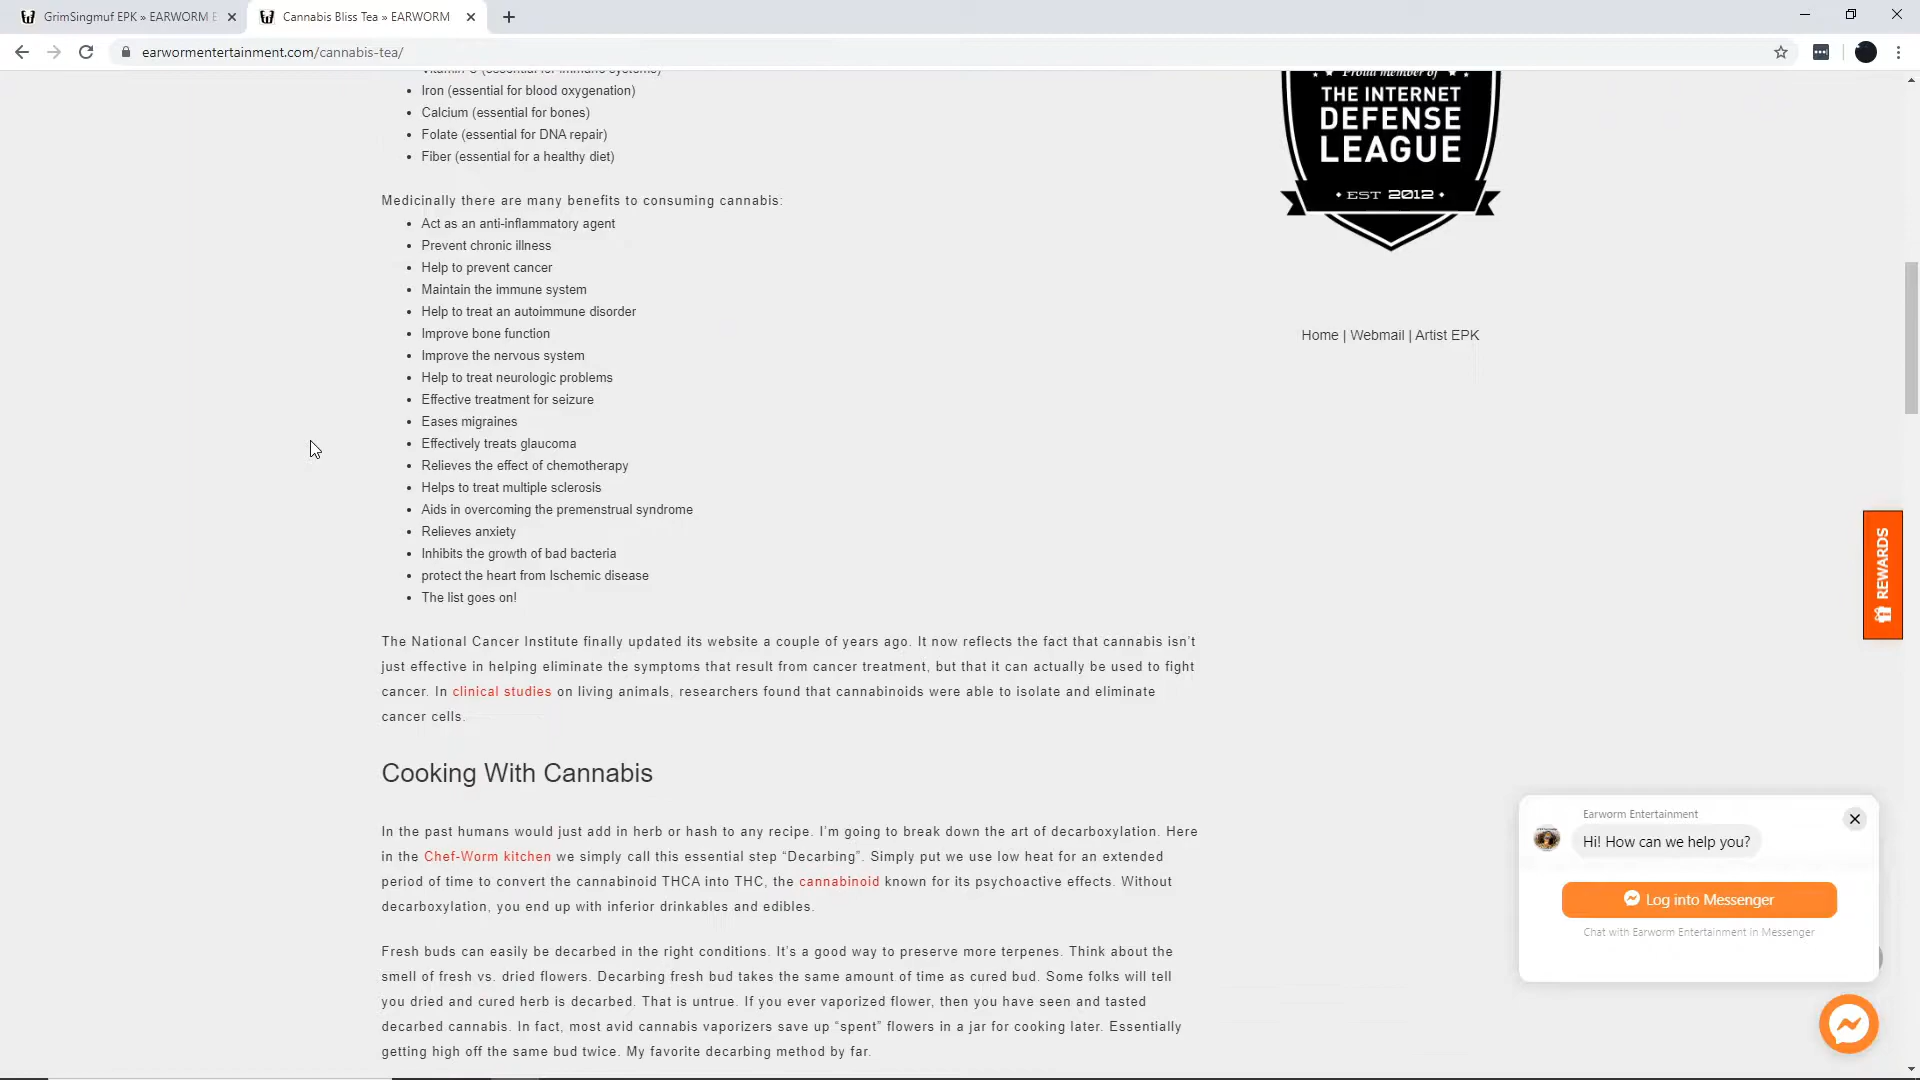 GrimSingmuf EPK » EARWORM E
Cannabis Bliss Tea » EARWORM
earwormentertainment.com/cannabis-tea/
Vitamin C (essential for immune systems)
Iron (essential for blood oxygenation)
Calcium (essential for bones)
Folate (essential for DNA repair)
Fiber (essential for a healthy diet)
Medicinally there are many benefits to consuming cannabis:
Act as an anti-inflammatory agent
Prevent chronic illness
Help to prevent cancer
Maintain the immune system
Help to treat an autoimmune disorder
Improve bone function
Improve the nervous system
Help to treat neurologic problems
Effective treatment for seizure
Eases migraines
Effectively treats glaucoma
Relieves the effect of chemotherapy
Helps to treat multiple sclerosis
Aids in overcoming the premenstrual syndrome
Relieves anxiety
Inhibits the growth of bad bacteria
protect the heart from Ischemic disease
The list goes on!
The National Cancer Institute finally updated its website a couple of years ago. It now reflects the fact that cannabis isn't
just effective in helping eliminate the symptoms that result from cancer treatment, but that it can actually be used to fight
cancer. In clinical studies on living animals, researchers found that cannabinoids were able to isolate and eliminate
cancer cells.
Cooking With Cannabis
In the past humans would just add in herb or hash to any recipe. I'm going to break down the art of decarboxylation. Here
in the Chef-Worm kitchen we simply call this essential step “Decarbing”. Simply put we use low heat for an extended
period of time to convert the cannabinoid THCA into THC, the cannabinoid known for its psychoactive effects. Without
decarboxylation, you end up with inferior drinkables and edibles.
Fresh buds can easily be decarbed in the right conditions. It's a good way to preserve more terpenes. Think about the
smell of fresh vs. dried flowers. Decarbing fresh bud takes the same amount of time as cured bud. Some folks will tell
you dried and cured herb is decarbed. That is untrue. If you ever vaporized flower, then you have seen and tasted
decarbed cannabis. In fact, most avid cannabis vaporizers save up “spent” flowers in a jar for cooking later. Essentially
getting high off the same bud twice. My favorite decarbing method by far.
Proud member of
THE INTERNET
DEFENSE
LEAGUE
EST 2012
Home | Webmail | Artist EPK
REWARDS
Earworm Entertainment
Hi! How can we help you?
Log into Messenger
Chat with Earworm Entertainment in Messenger